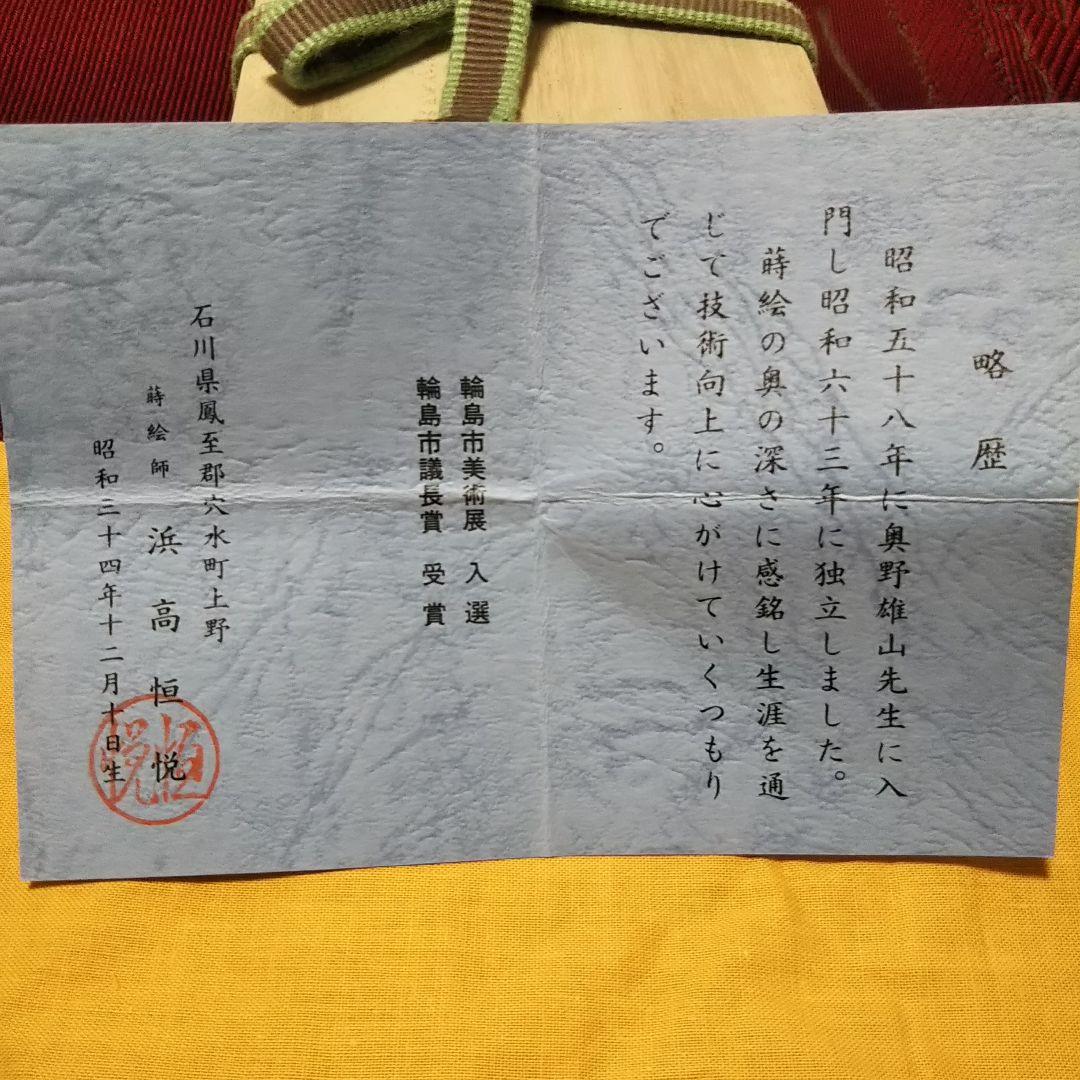 略歴
昭和五十八年に奥野雄山先生に入
門し昭和六十三年に独立しました。
蒔絵の奥の深さに感銘し生涯を通
じて技術向上に心がけていくつもり
でございます。
輪島市美術展 入選
輪島市議長賞 受賞
石川県鳳至郡穴水町上野
蒔絵師 浜高恒悦
昭和三十四年十二月十日生
恒悦